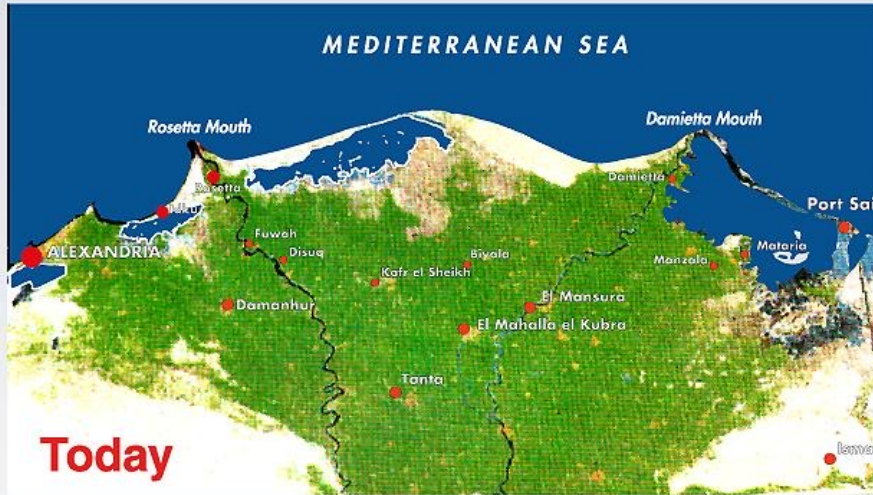 MEDITERRANEAN SEA
Rosetta Mouth
Damietta Mouth
Rosetta
Damietta
Port Sai
Fuwah
ALEXANDRIA
Disuq
Biyala
Mataria
Manzala
Kafr el Sheikh
Damanhur
El Mansura
El Mahalla el Kubra
Tanta
Today
Isma